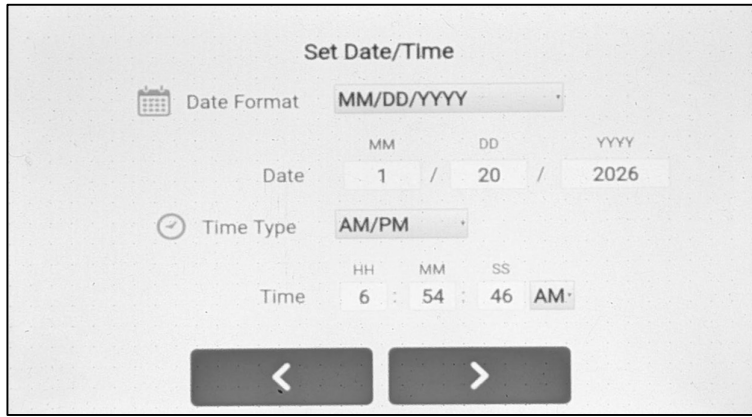 Set Date/Time
Date Format MM/DD/YYYY
MM DD YYYY
Date 1 / 20 / 2026
Time Type AM/PM
HH MM SS
Time 6 : 54 : 46 AM